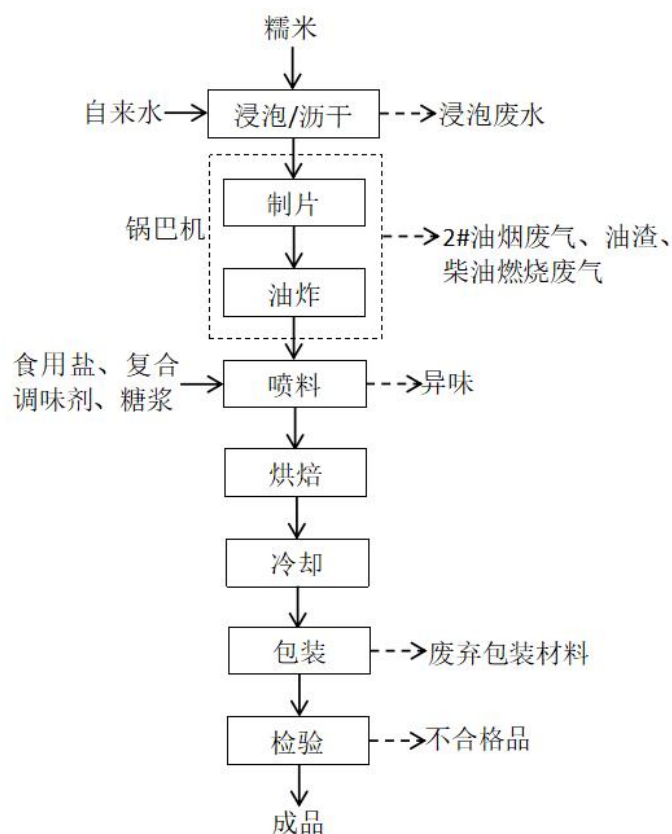 糯米
自来水
浸泡/沥干
浸泡废水
制片
锅巴机
2#油烟废气、油渣、
柴油燃烧废气
油炸
食用盐、复合
调味剂、糖浆
喷料
异味
烘焙
冷却
包装
废弃包装材料
检验
不合格品
成品